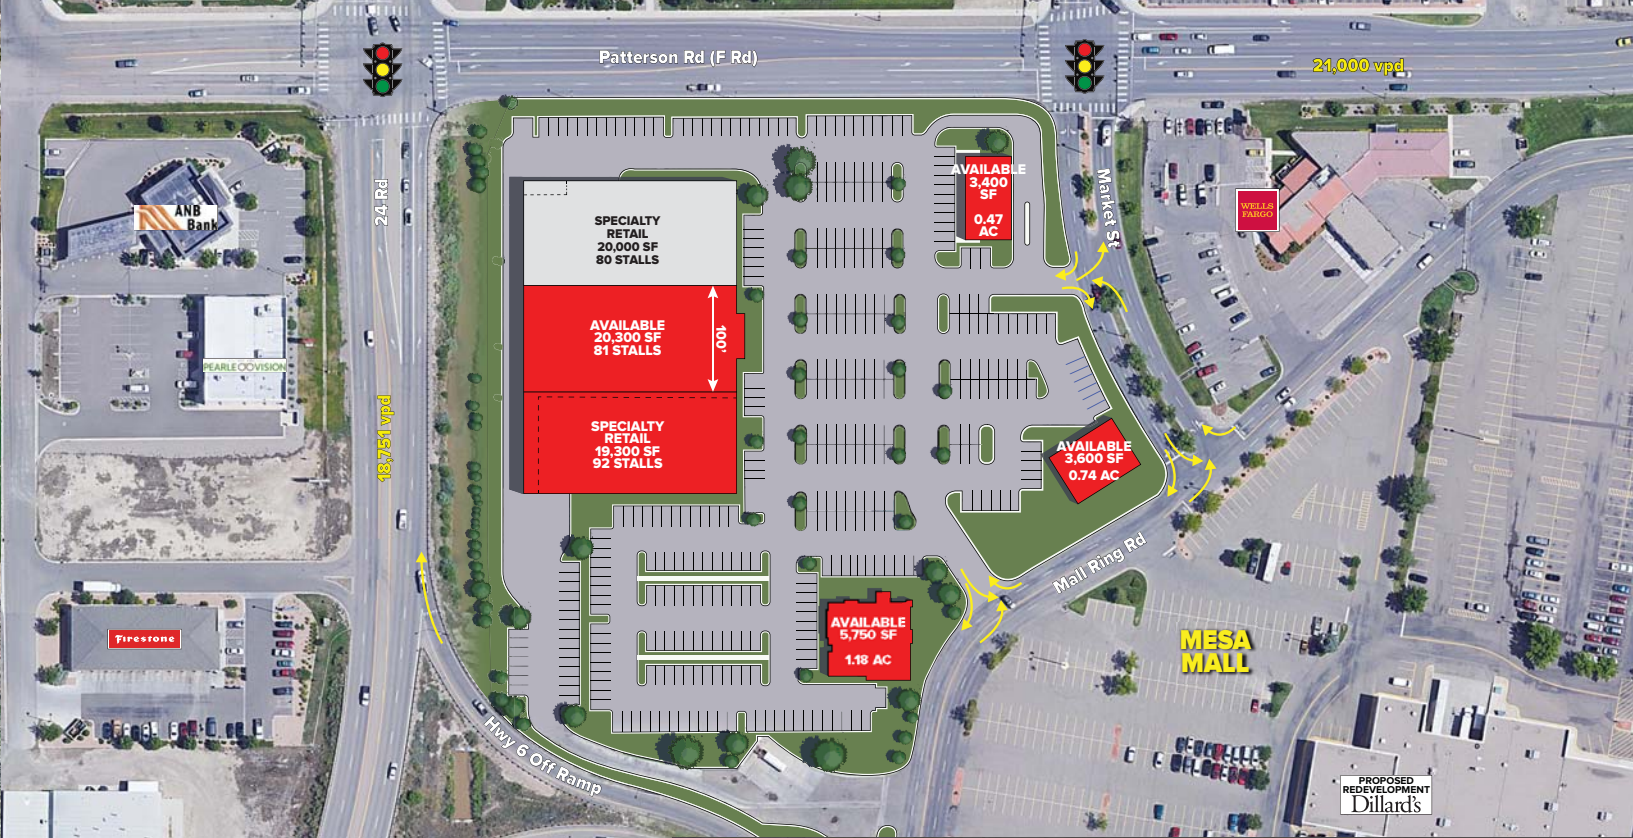 Patterson Rd (F Rd)
21,000 vpd
24 Rd
Market St
ANB
Bank
WELLS
FARGO
AVAILABLE
3,400
SF
0.47
AC
SPECIALTY
RETAIL
20,000 SF
80 STALLS
AVAILABLE
20,300 SF
81 STALLS
100'
PEARLE VISION
18,751 vpd
SPECIALTY
RETAIL
19,300 SF
92 STALLS
AVAILABLE
3,600 SF
0.74 AC
Mall Ring Rd
Firestone
AVAILABLE
5,750 SF
1.18 AC
MESA
MALL
Hwy 6 Off Ramp
PROPOSED
REDEVELOPMENT
Dillard's